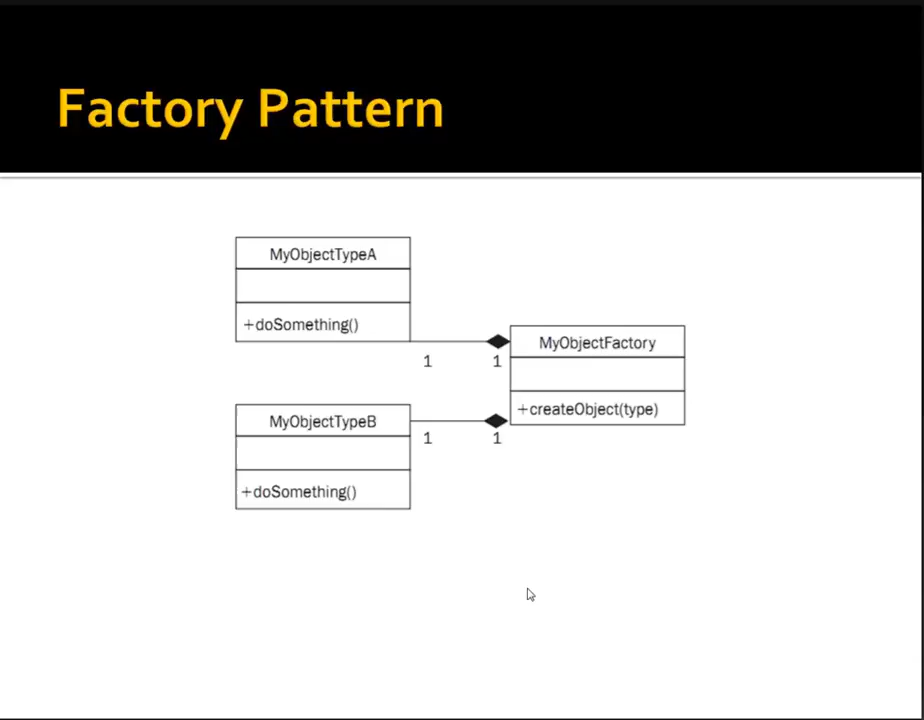 Factory Pattern
MyObjectTypeA
+doSomething()
MyObjectFactory
1
1
+createObject(type)
MyObjectTypeB
1
1
+doSomething()